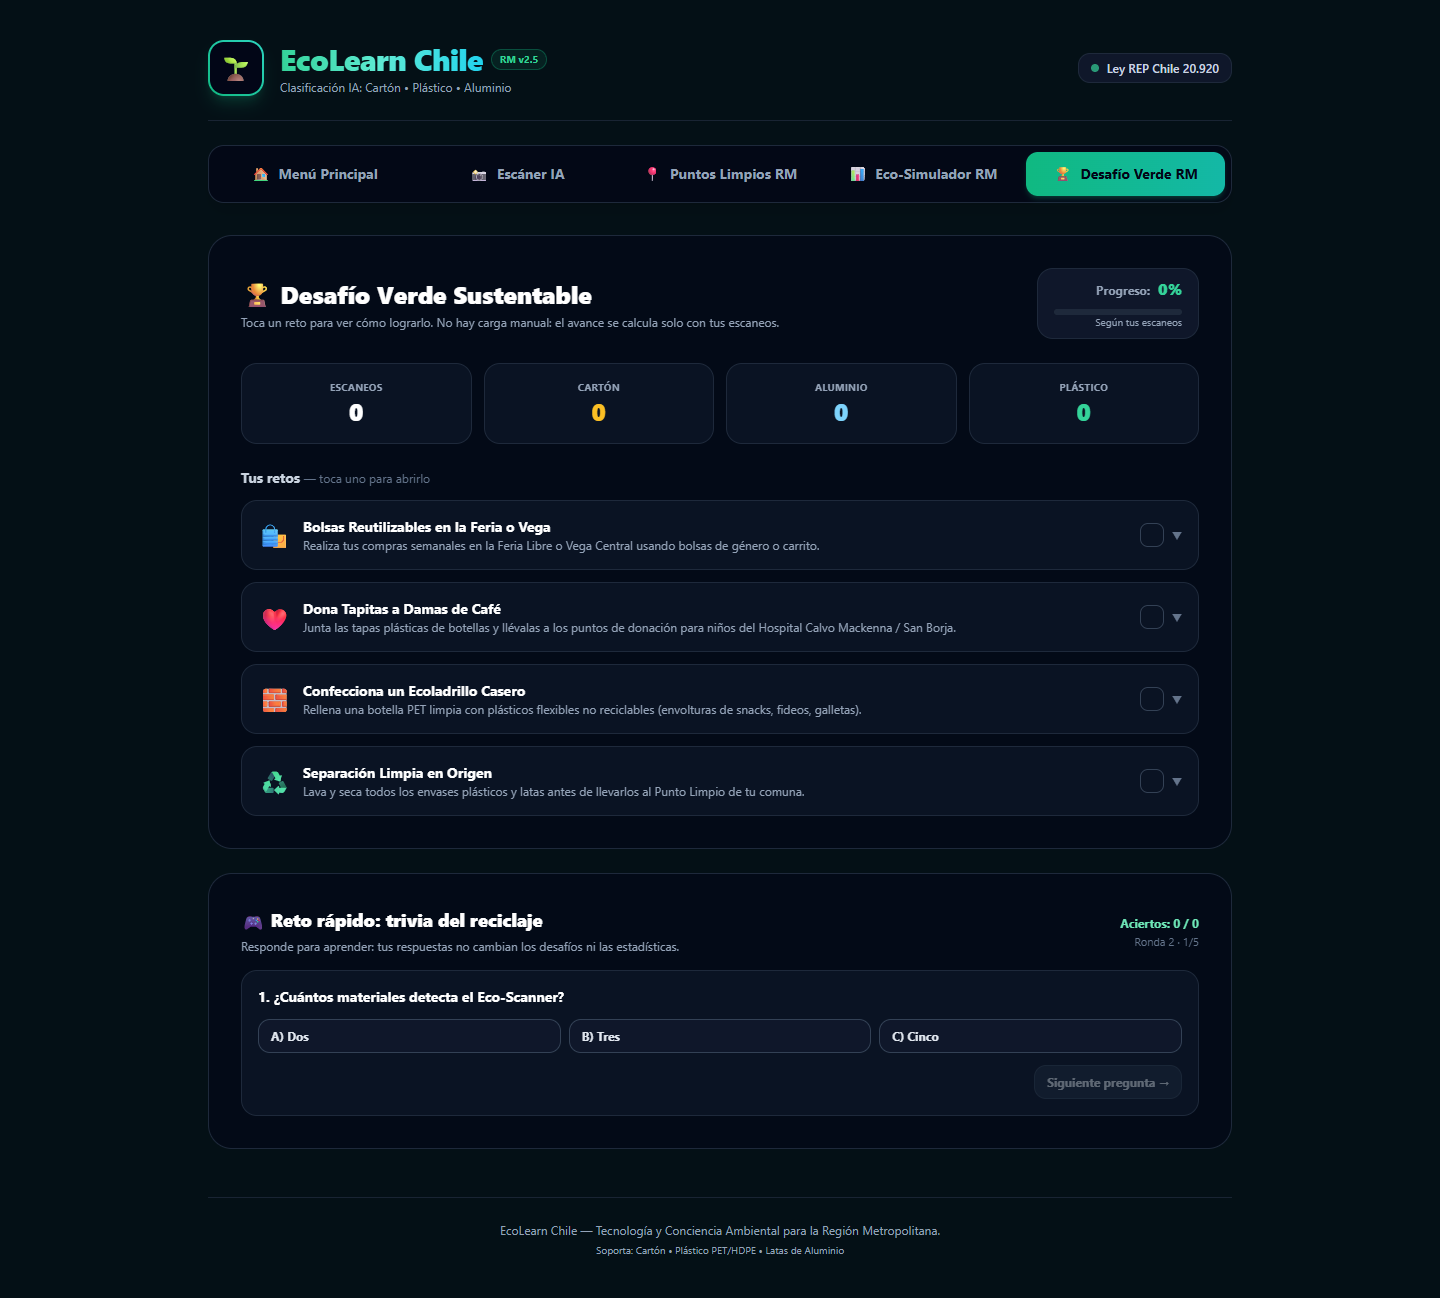 EcoLearn Chile RM v2.5
Clasificación IA: Cartón • Plástico • Aluminio
Ley REP Chile 20.920
Menú Principal
Escáner IA
Puntos Limpios RM
Eco-Simulador RM
Desafío Verde RM
Desafío Verde Sustentable
Toca un reto para ver cómo lograrlo. No hay carga manual: el avance se calcula solo con tus escaneos.
Progreso: 0%
Según tus escaneos
ESCANEOS
0
CARTÓN
0
ALUMINIO
0
PLÁSTICO
0
Tus retos — toca uno para abrirlo
Bolsas Reutilizables en la Feria o Vega
Realiza tus compras semanales en la Feria Libre o Vega Central usando bolsas de género o carrito.
▼
Dona Tapitas a Damas de Café
Junta las tapas plásticas de botellas y llévalas a los puntos de donación para niños del Hospital Calvo Mackenna / San Borja.
▼
Confecciona un Ecoladrillo Casero
Rellena una botella PET limpia con plásticos flexibles no reciclables (envolturas de snacks, fideos, galletas).
▼
Separación Limpia en Origen
Lava y seca todos los envases plásticos y latas antes de llevarlos al Punto Limpio de tu comuna.
▼
Reto rápido: trivia del reciclaje
Responde para aprender: tus respuestas no cambian los desafíos ni las estadísticas.
Aciertos: 0 / 0
Ronda 2 · 1/5
1. ¿Cuántos materiales detecta el Eco-Scanner?
A) Dos
B) Tres
C) Cinco
Siguiente pregunta →
EcoLearn Chile — Tecnología y Conciencia Ambiental para la Región Metropolitana.
Soporta: Cartón • Plástico PET/HDPE • Latas de Aluminio